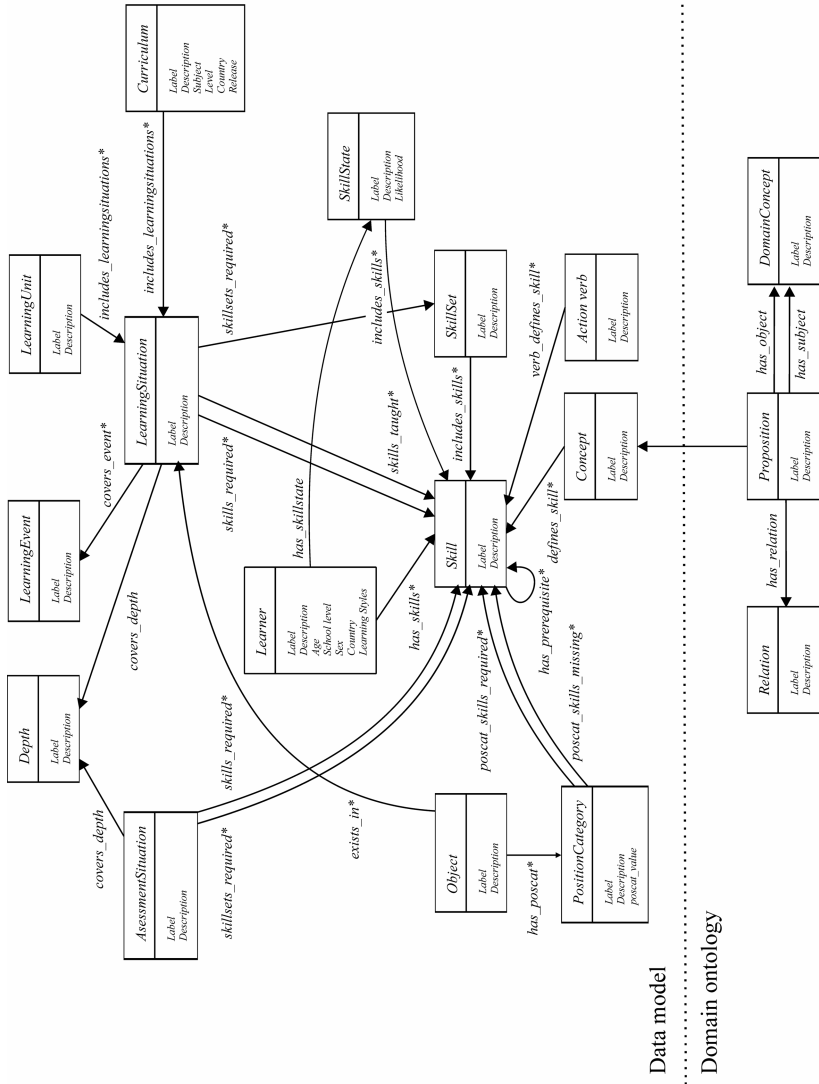 Curriculum
Label
Description
Subject
Level
Country
Release
includes_learningsituations*
LearningUnit
Label
Description
includes_learningsituations*
LearningSituation
Label
Description
covers_event*
LearningEvent
Label
Description
covers_depth
Depth
Label
Description
covers_depth
AsessmentSituation
Label
Description
skills_required*
skillsets_required*
SkillState
Label
Description
Likelihood
skillsets_required*
includes_skills*
skills_taught*
skills_required*
has_skillstate
Learner
Label
Description
Age
School level
Sex
Country
Learning Styles
has_skills*
exists_in*
SkillSet
Label
Description
includes_skills*
Skill
Label
Description
has_prerequisite*
verb_defines_skill*
defines_skill*
Action verb
Label
Description
Concept
Label
Description
poscat_skills_required*
poscat_skills_missing*
Object
Label
Description
has_poscat*
PositionCategory
Label
Description
poscat_value
Data model
Domain ontology
DomainConcept
Label
Description
has_object
has_subject
Proposition
Label
Description
has_relation
Relation
Label
Description